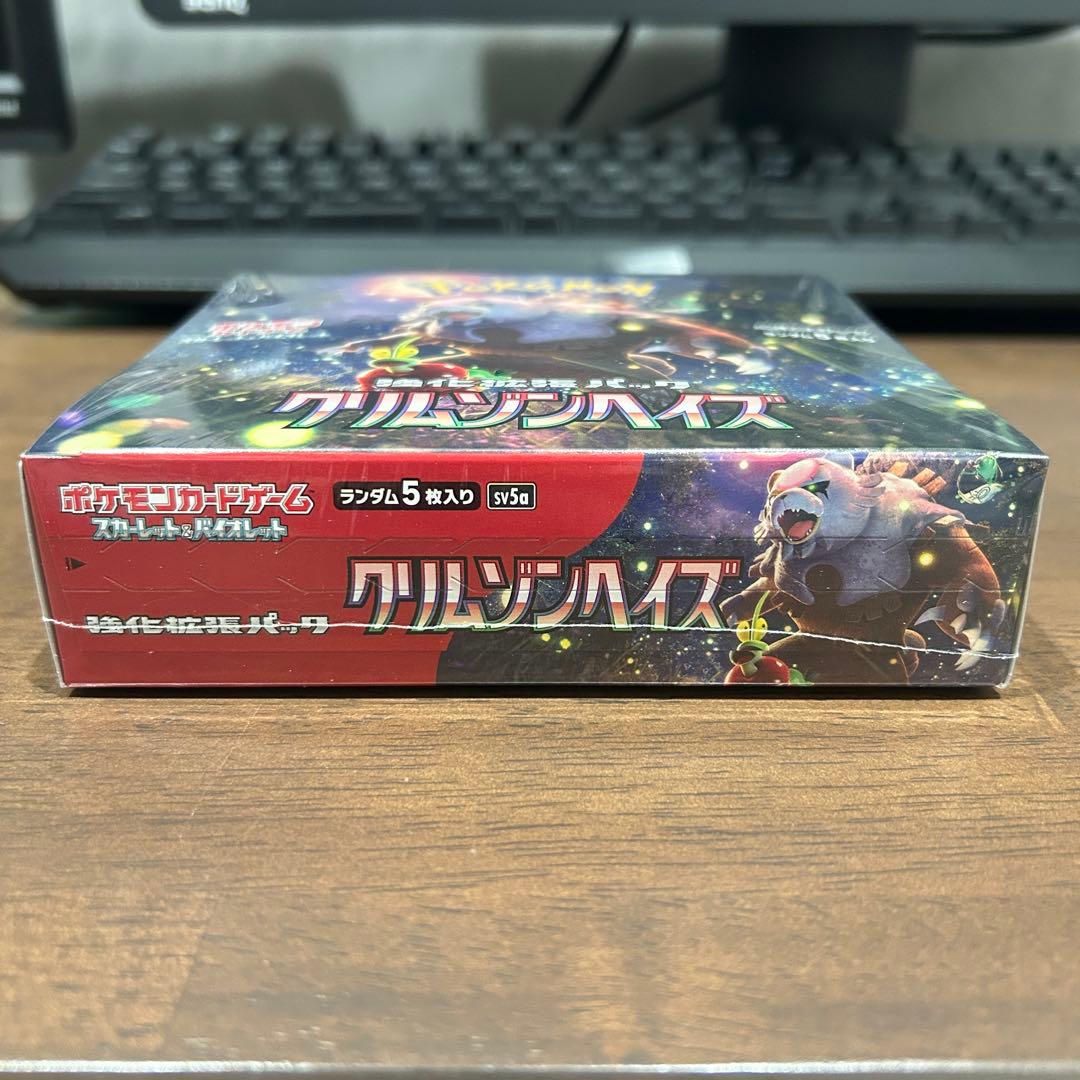 BenQ
Pokémon
強化拡張パック
クリムゾンヘイズ
ポケモンカードゲーム
スカーレット&バイオレット
ランダム5枚入り sv5a
強化拡張パック
クリムゾンヘイズ